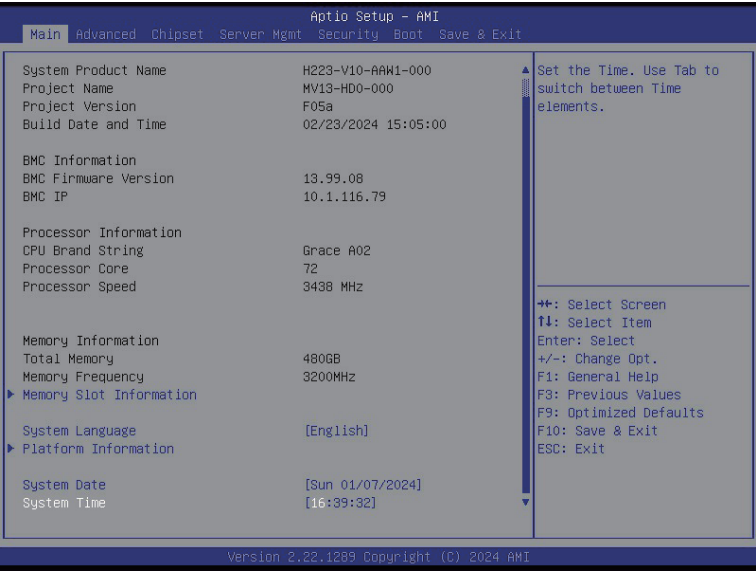 Aptio Setup – AMI
Main Advanced Chipset Server Mgmt Security Boot Save & Exit
System Product Name H223-V10-AAW1-000
Project Name MV13-HD0-000
Project Version F05a
Build Date and Time 02/23/2024 15:05:00
BMC Information
BMC Firmware Version 13.99.08
BMC IP 10.1.116.79
Processor Information
CPU Brand String Grace A02
Processor Core 72
Processor Speed 3438 MHz
Memory Information
Total Memory 480GB
Memory Frequency 3200MHz
Memory Slot Information
System Language [English]
Platform Information
System Date [Sun 01/07/2024]
System Time [16:39:32]
Set the Time. Use Tab to
switch between Time
elements.
→←: Select Screen
↑↓: Select Item
Enter: Select
+/-: Change Opt.
F1: General Help
F3: Previous Values
F9: Optimized Defaults
F10: Save & Exit
ESC: Exit
Version 2.22.1289 Copyright (C) 2024 AMI